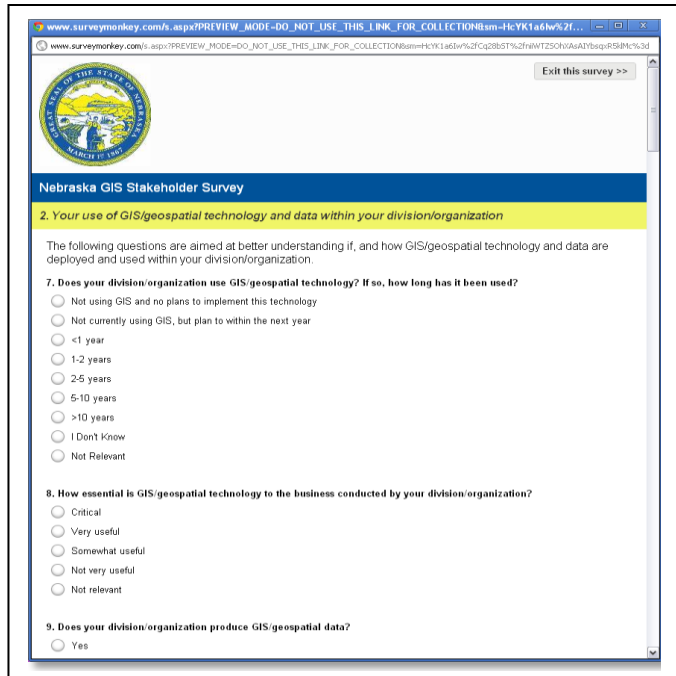 www.surveymonkey.com/s.aspx?PREVIEW_MODE=DO_NOT_USE_THIS_LINK_FOR_COLLECTION&sm=HcYK1a6Iw%2f...
www.surveymonkey.com/s.aspx?PREVIEW_MODE=DO_NOT_USE_THIS_LINK_FOR_COLLECTION&sm=
Exit this survey >>
GREAT SEAL OF THE STATE OF NEBRASKA
MARCH 1ST 1867
Nebraska GIS Stakeholder Survey
2. Your use of GIS/geospatial technology and data within your division/organization
The following questions are aimed at better understanding if, and how GIS/geospatial technology and data are
deployed and used within your division/organization.
7. Does your division/organization use GIS/geospatial technology? If so, how long has it been used?
Not using GIS and no plans to implement this technology
Not currently using GIS, but plan to within the next year
<1 year
1-2 years
2-5 years
5-10 years
>10 years
I Don't Know
Not Relevant
8. How essential is GIS/geospatial technology to the business conducted by your division/organization?
Critical
Very useful
Somewhat useful
Not very useful
Not relevant
9. Does your division/organization produce GIS/geospatial data?
Yes